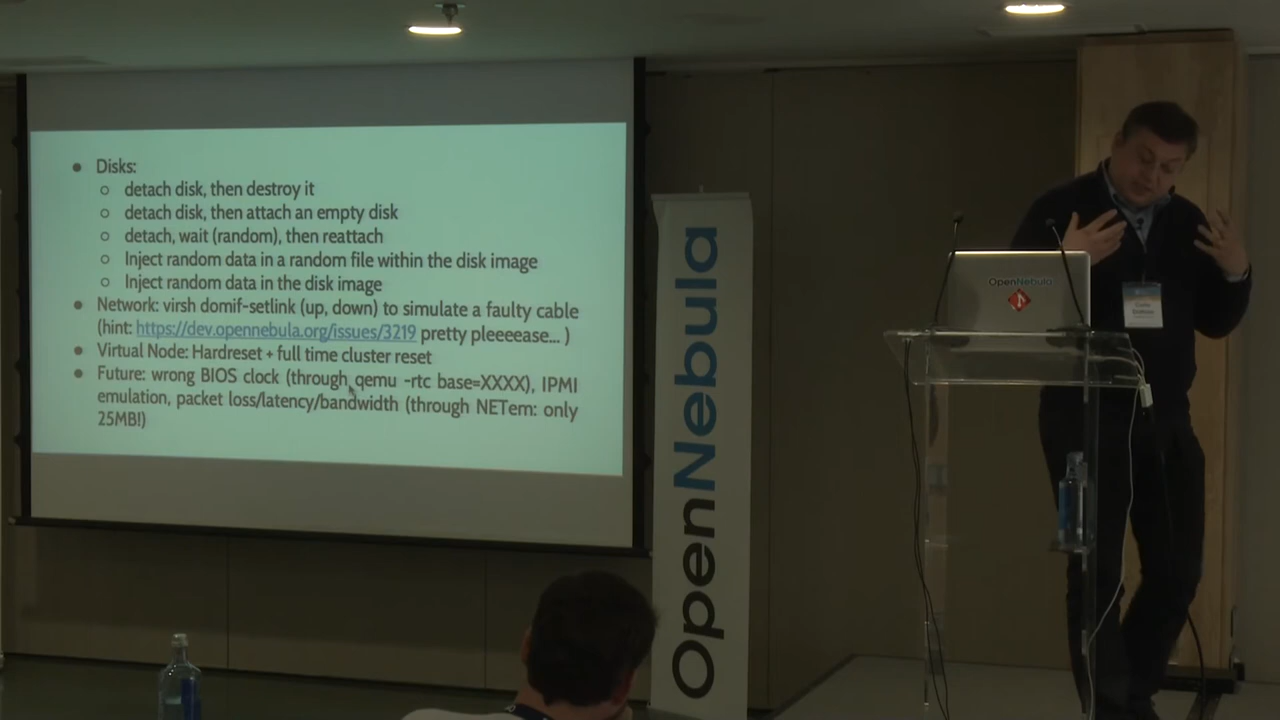 ● Disks:
○ detach disk, then destroy it
○ detach disk, then attach an empty disk
○ detach, wait (random), then reattach
○ Inject random data in a random file within the disk image
○ Inject random data in the disk image
● Network: virsh domif-setlink (up, down) to simulate a faulty cable
(hint: https://dev.opennebula.org/issues/3219 pretty pleeeease... )
● Virtual Node: Hardreset + full time cluster reset
● Future: wrong BIOS clock (through qemu -rtc base=XXXX), IPMI
emulation, packet loss/latency/bandwidth (through NETem: only
25MB!)
OpenNebula
OpenNebula